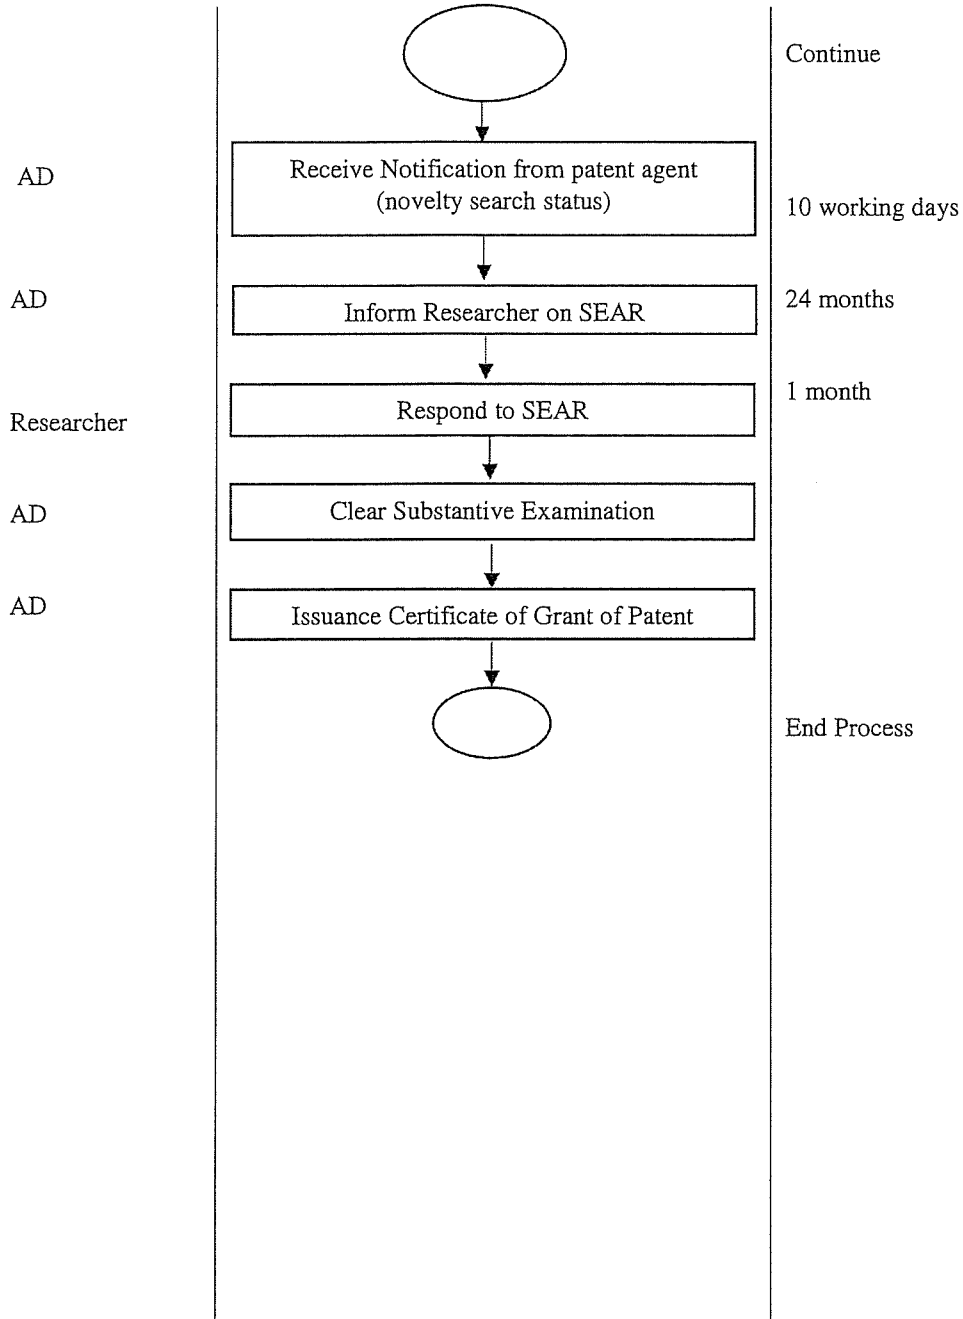 Continue
AD
Receive Notification from patent agent
(novelty search status)
10 working days
AD
Inform Researcher on SEAR
24 months
Researcher
Respond to SEAR
1 month
AD
Clear Substantive Examination
AD
Issuance Certificate of Grant of Patent
End Process